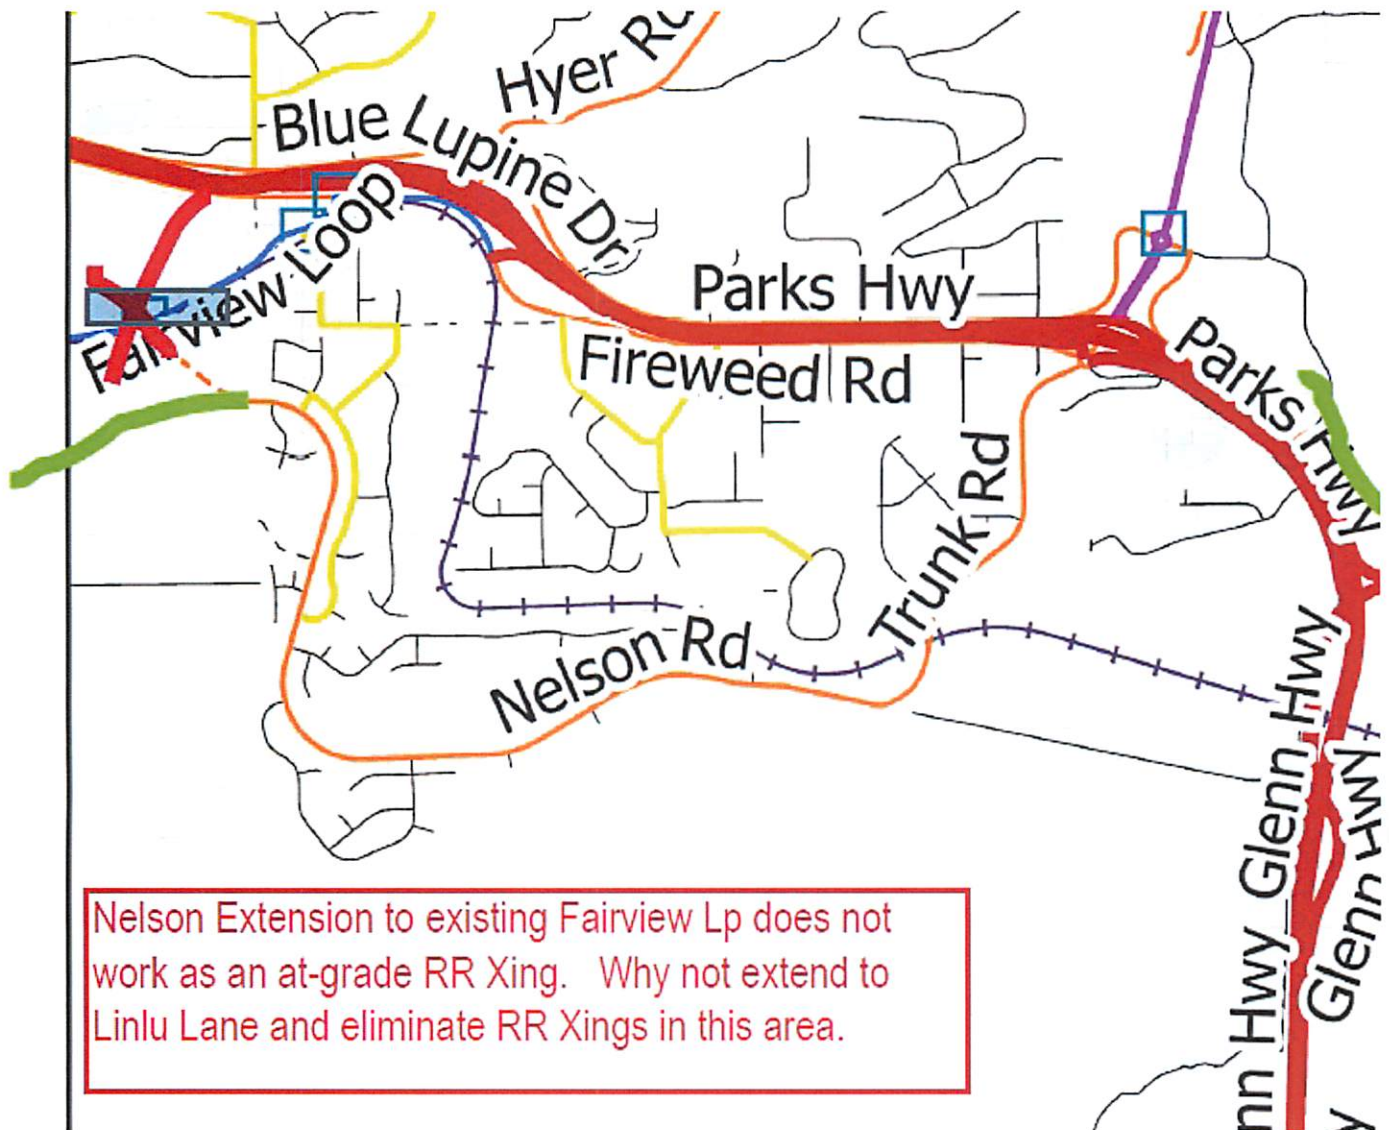 Hyer Rd
Blue Lupine Dr
Fairview Loop
Parks Hwy
Parks Hwy
Fireweed Rd
Trunk Rd
Nelson Rd
Glenn Hwy
Glenn Hwy
nn Hwy
Nelson Extension to existing Fairview Lp does not
work as an at-grade RR Xing. Why not extend to
Linlu Lane and eliminate RR Xings in this area.